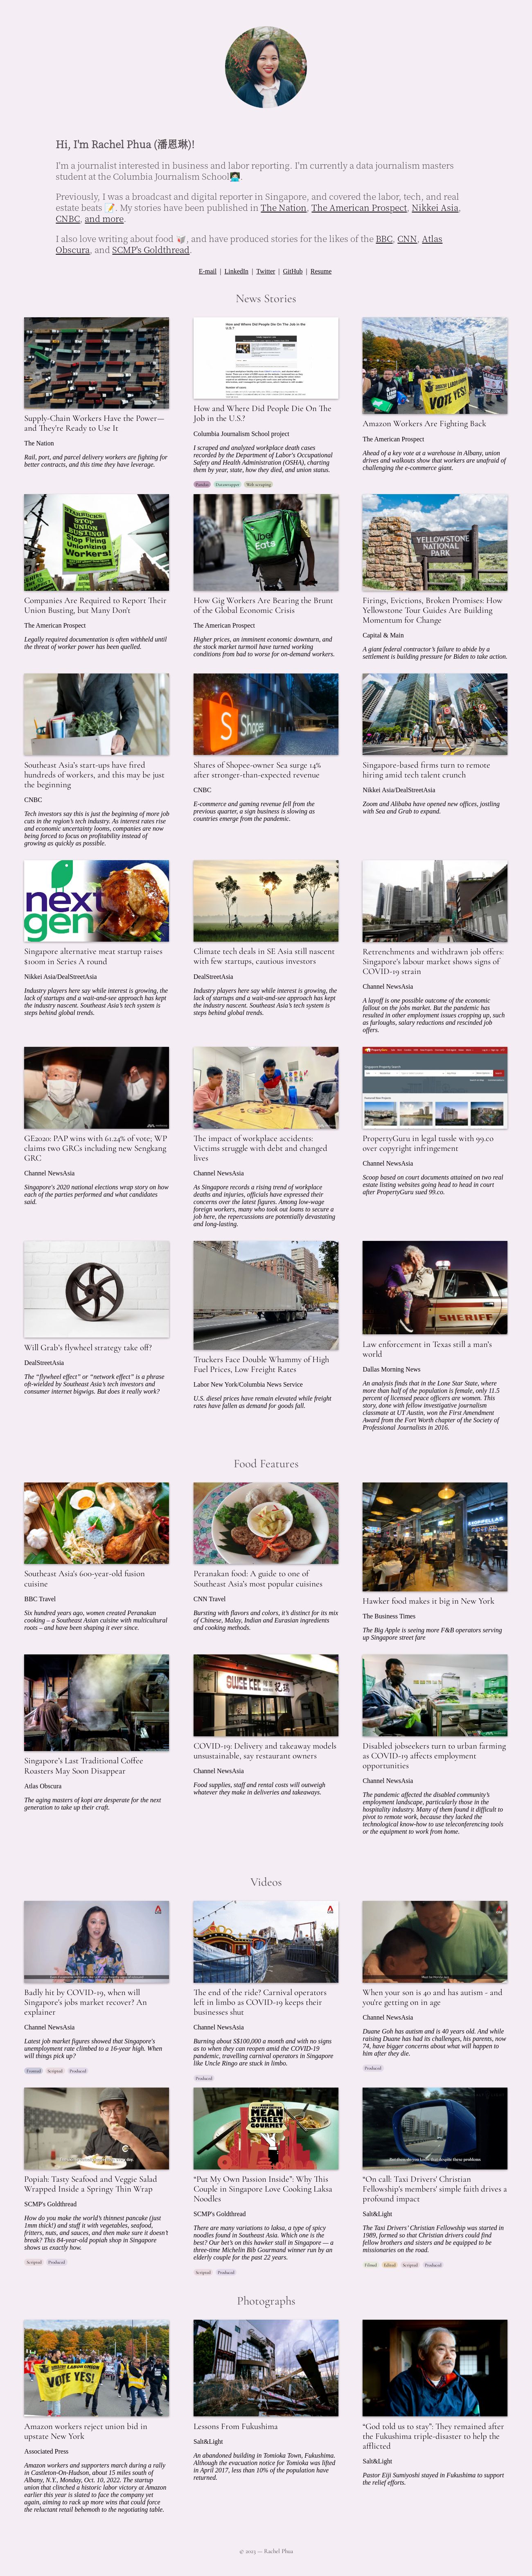 Hi, I'm Rachel Phua (潘恩琳)!
I'm a journalist interested in business and labor reporting. I'm currently a data journalism masters
student at the Columbia Journalism School
Previously, I was a broadcast and digital reporter in Singapore, and covered the labor, tech, and real
estate beats 📝. My stories have been published in The Nation, The American Prospect, Nikkei Asia,
CNBC, and more.
I also love writing about food 🥡, and have produced stories for the likes of the BBC, CNN, Atlas
Obscura, and SCMP's Goldthread.
E-mail | LinkedIn | Twitter | GitHub | Resume
News Stories
Supply-Chain Workers Have the Power—
and They're Ready to Use It
The Nation
Rail, port, and parcel delivery workers are fighting for
better contracts, and this time they have leverage.
How and Where Did People Die On The Job in the U.S.?
How and Where Did People Die On The
Job in the U.S.?
Columbia Journalism School project
I scraped and analyzed workplace death cases
recorded by the Department of Labor's Occupational
Safety and Health Administration (OSHA), charting
them by year, state, how they died, and union status.
Pandas Datawrapper Web scraping
VOTE YES!
Amazon Workers Are Fighting Back
The American Prospect
Ahead of a key vote at a warehouse in Albany, union
drives and walkouts show that workers are unafraid of
challenging the e-commerce giant.
STARBUCKS:
STOP
UNION
BUSTING!
Stop Firing
Unionizing
Workers!
Companies Are Required to Report Their
Union Busting, but Many Don't
The American Prospect
Legally required documentation is often withheld until
the threat of worker power has been quelled.
Uber
Eats
How Gig Workers Are Bearing the Brunt
of the Global Economic Crisis
The American Prospect
Higher prices, an imminent economic downturn, and
the stock market turmoil have turned working
conditions from bad to worse for on-demand workers.
YELLOWSTONE
NATIONAL
PARK
Firings, Evictions, Broken Promises: How
Yellowstone Tour Guides Are Building
Momentum for Change
Capital & Main
A giant federal contractor's failure to abide by a
settlement is building pressure for Biden to take action.
Southeast Asia's start-ups have fired
hundreds of workers, and this may be just
the beginning
CNBC
Tech investors say this is just the beginning of more job
cuts in the region's tech industry. As interest rates rise
and economic uncertainty looms, companies are now
being forced to focus on profitability instead of
growing as quickly as possible.
Shopee
Shares of Shopee-owner Sea surge 14%
after stronger-than-expected revenue
CNBC
E-commerce and gaming revenue fell from the
previous quarter, a sign business is slowing as
countries emerge from the pandemic.
Singapore-based firms turn to remote
hiring amid tech talent crunch
Nikkei Asia/DealStreetAsia
Zoom and Alibaba have opened new offices, jostling
with Sea and Grab to expand.
next
gen
Singapore alternative meat startup raises
$100m in Series A round
Nikkei Asia/DealStreetAsia
Industry players here say while interest is growing, the
lack of startups and a wait-and-see approach has kept
the industry nascent. Southeast Asia's tech system is
steps behind global trends.
Climate tech deals in SE Asia still nascent
with few startups, cautious investors
DealStreetAsia
Industry players here say while interest is growing, the
lack of startups and a wait-and-see approach has kept
the industry nascent. Southeast Asia's tech system is
steps behind global trends.
Retrenchments and withdrawn job offers:
Singapore's labour market shows signs of
COVID-19 strain
Channel NewsAsia
A layoff is one possible outcome of the economic
fallout on the jobs market. But the pandemic has
resulted in other employment issues cropping up, such
as furloughs, salary reductions and rescinded job
offers.
GE2020: PAP wins with 61.24% of vote; WP
claims two GRCs including new Sengkang
GRC
Channel NewsAsia
Singapore's 2020 national elections wrap story on how
each of the parties performed and what candidates
said.
The impact of workplace accidents:
Victims struggle with debt and changed
lives
Channel NewsAsia
As Singapore records a rising trend of workplace
deaths and injuries, officials have expressed their
concerns over the latest figures. Among low-wage
foreign workers, many who took out loans to secure a
job here, the repercussions are potentially devastating
and long-lasting.
PropertyGuru in legal tussle with 99.co
over copyright infringement
Channel NewsAsia
Scoop based on court documents attained on two real
estate listing websites going head to head in court
after PropertyGuru sued 99.co.
Will Grab's flywheel strategy take off?
DealStreetAsia
The "flywheel effect" or "network effect" is a phrase
oft-wielded by Southeast Asia's tech investors and
consumer internet bigwigs. But does it really work?
Truckers Face Double Whammy of High
Fuel Prices, Low Freight Rates
Labor New York/Columbia News Service
U.S. diesel prices have remain elevated while freight
rates have fallen as demand for goods fall.
SHERIFF
Law enforcement in Texas still a man's
world
Dallas Morning News
An analysis finds that in the Lone Star State, where
more than half of the population is female, only 11.5
percent of licensed peace officers are women. This
story, done with fellow investigative journalism
classmate at UT Austin, won the First Amendment
Award from the Fort Worth chapter of the Society of
Professional Journalists in 2016.
Food Features
Southeast Asia's 600-year-old fusion
cuisine
BBC Travel
Six hundred years ago, women created Peranakan
cooking – a Southeast Asian cuisine with multicultural
roots – and have been shaping it ever since.
Peranakan food: A guide to one of
Southeast Asia's most popular cuisines
CNN Travel
Bursting with flavors and colors, it's distinct for its mix
of Chinese, Malay, Indian and Eurasian ingredients
and cooking methods.
Hawker food makes it big in New York
The Business Times
The Big Apple is seeing more F&B operators serving
up Singapore street fare
Singapore's Last Traditional Coffee
Roasters May Soon Disappear
Atlas Obscura
The aging masters of kopi are desperate for the next
generation to take up their craft.
SWEE KEE
COVID-19: Delivery and takeaway models
unsustainable, say restaurant owners
Channel NewsAsia
Food supplies, staff and rental costs will outweigh
whatever they make in deliveries and takeaways.
Disabled jobseekers turn to urban farming
as COVID-19 affects employment
opportunities
Channel NewsAsia
The pandemic affected the disabled community's
employment landscape, particularly those in the
hospitality industry. Many of them found it difficult to
pivot to remote work, because they lacked the
technological know-how to use teleconferencing tools
or the equipment to work from home.
Videos
Badly hit by COVID-19, when will
Singapore's jobs market recover? An
explainer
Channel NewsAsia
Latest job market figures showed that Singapore's
unemployment rate climbed to a 16-year high. When
will things pick up?
Scripted Produced
The end of the ride? Carnival operators
left in limbo as COVID-19 keeps their
businesses shut
Channel NewsAsia
Burning about S$100,000 a month and with no signs
as to when they can reopen amid the COVID-19
pandemic, travelling carnival operators in Singapore
like Uncle Ringo are stuck in limbo.
Produced
When your son is 40 and has autism - and
you're getting on in age
Channel NewsAsia
Duane Goh has autism and is 40 years old. And while
raising Duane has had its challenges, his parents, now
74, have bigger concerns about what will happen to
him after they die.
Produced
Popiah: Tasty Seafood and Veggie Salad
Wrapped Inside a Springy Thin Wrap
SCMP's Goldthread
How do you make the world's thinnest pancake (just
1mm thick!) and stuff it with vegetables, seafood,
fritters, nuts, and sauces, and then make sure it doesn't
break? This 84-year-old popiah shop in Singapore
shows us exactly how.
Scripted Produced
MEAN
STREET
GOURMET
"Put My Own Passion Inside": Why This
Couple in Singapore Love Cooking Laksa
Noodles
SCMP's Goldthread
There are many variations to laksa, a type of spicy
noodles found in Southeast Asia. Which one is the
best? Our bet's on this hawker stall in Singapore — a
three-time Michelin Bib Gourmand winner run by an
elderly couple for the past 22 years.
Scripted Produced
"On call: Taxi Drivers' Christian
Fellowship's members' simple faith drives a
profound impact
Salt&Light
The Taxi Drivers' Christian Fellowship was started in
1989, formed so that Christian drivers could find
fellow brothers and sisters and be equipped to be
missionaries on the road.
Filmed Edited Scripted Produced
Photographs
VOTE YES!
Amazon workers reject union bid in
upstate New York
Associated Press
Amazon workers and supporters march during a rally
in Castleton-On-Hudson, about 15 miles south of
Albany, N.Y., Monday, Oct. 10, 2022. The startup
union that clinched a historic labor victory at Amazon
earlier this year is slated to face the company yet
again, aiming to rack up more wins that could force
the reluctant retail behemoth to the negotiating table.
Lessons From Fukushima
Salt&Light
An abandoned building in Tomioka Town, Fukushima.
Although the evacuation notice for Tomioka was lifted
in April 2017, less than 10% of the population have
returned.
"God told us to stay": They remained after
the Fukushima triple-disaster to help the
afflicted
Salt&Light
Pastor Eiji Sumiyoshi stayed in Fukushima to support
the relief efforts.
© 2023 — Rachel Phua